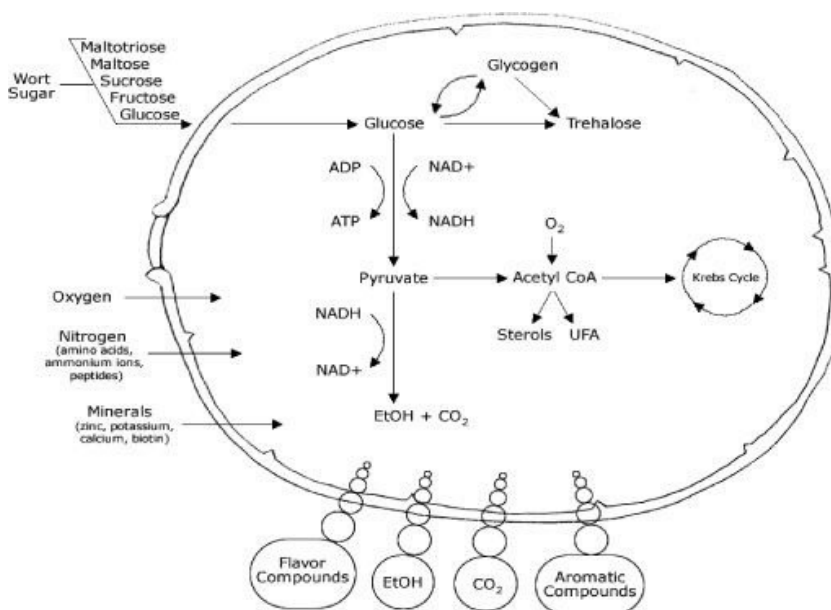 Wort
Sugar
Maltotriose
Maltose
Sucrose
Fructose
Glucose
Glycogen
Glucose
Trehalose
ADP
NAD+
ATP
NADH
O₂
Pyruvate
Acetyl CoA
Krebs Cycle
Oxygen
NADH
Sterols
UFA
Nitrogen
(amino acids,
ammonium ions,
peptides)
NAD+
Minerals
(zinc, potassium,
calcium, biotin)
EtOH + CO₂
Flavor
Compounds
EtOH
CO₂
Aromatic
Compounds